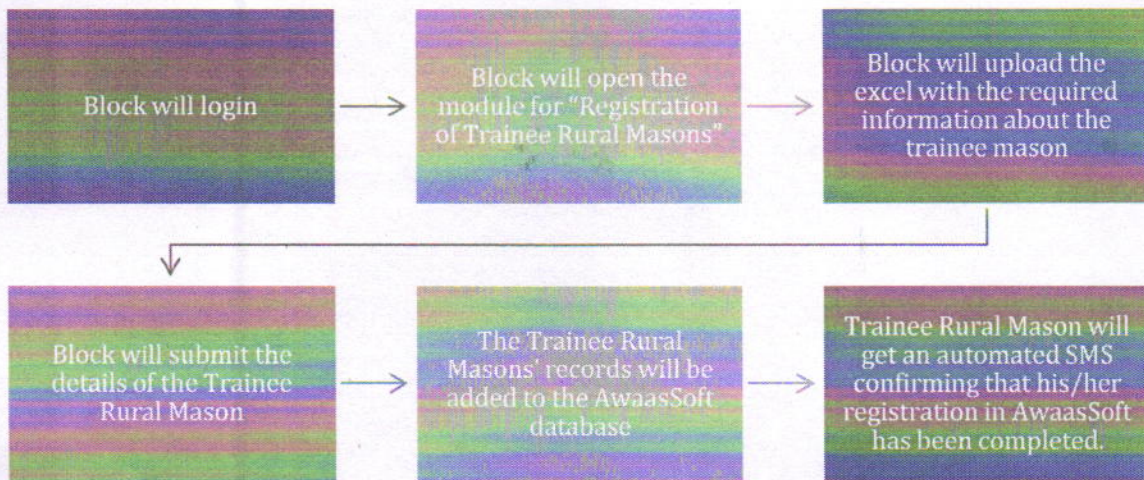 Block will login
Block will open the
module for “Registration
of Trainee Rural Masons”
Block will upload the
excel with the required
information about the
trainee mason
Block will submit the
details of the Trainee
Rural Mason
The Trainee Rural
Masons’ records will be
added to the AwaasSoft
database
Trainee Rural Mason will
get an automated SMS
confirming that his/her
registration in AwaasSoft
has been completed.